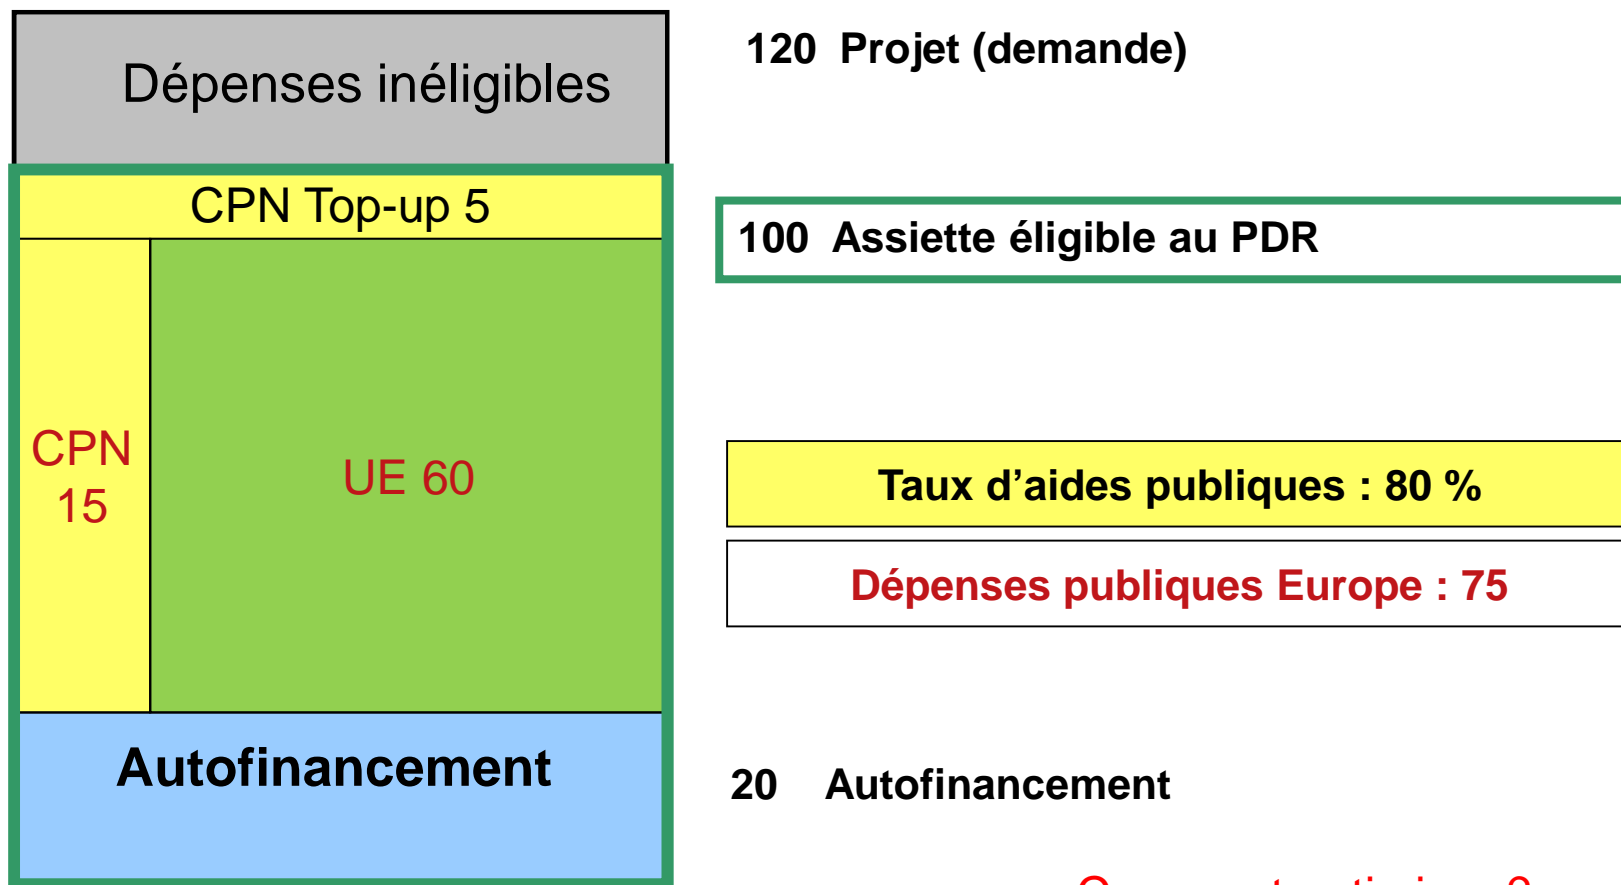 Dépenses inéligibles
120 Projet (demande)
CPN Top-up 5
100 Assiette éligible au PDR
CPN
15
UE 60
Taux d'aides publiques : 80 %
Dépenses publiques Europe : 75
Autofinancement
20 Autofinancement